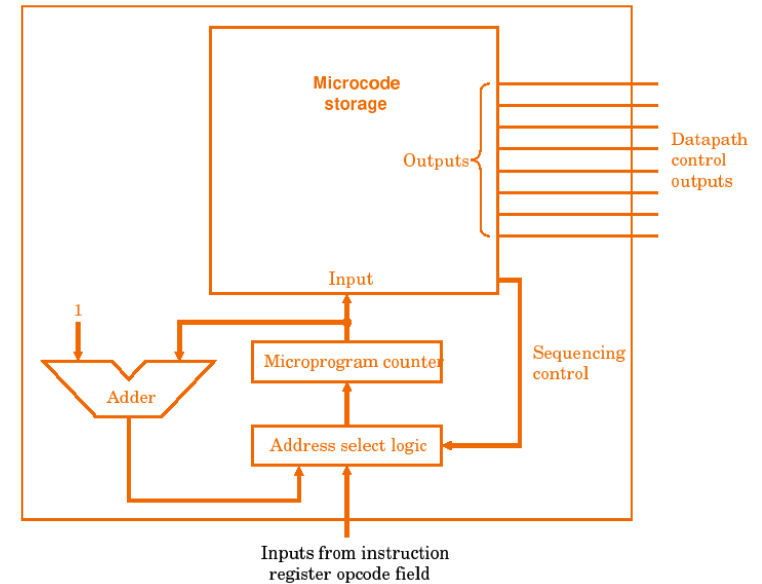 Microcode
storage
Outputs
Datapath
control
outputs
Input
1
Microprogram counter
Sequencing
control
Adder
Address select logic
Inputs from instruction
register opcode field